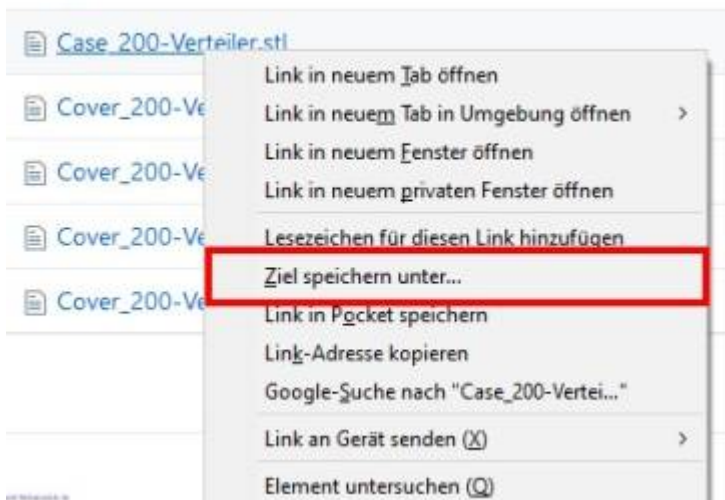 Case_200-Verteiler.stl
Link in neuem Tab öffnen
Cover_200-Ve
Link in neuem Tab in Umgebung öffnen
Link in neuem Fenster öffnen
Cover_200-Ve
Link in neuem privaten Fenster öffnen
Cover_200-Ve
Lesezeichen für diesen Link hinzufügen
Ziel speichern unter...
Cover_200-Ve
Link in Pocket speichern
Link-Adresse kopieren
Google-Suche nach "Case_200-Vertei..."
Link an Gerät senden (X)
Element untersuchen (Q)